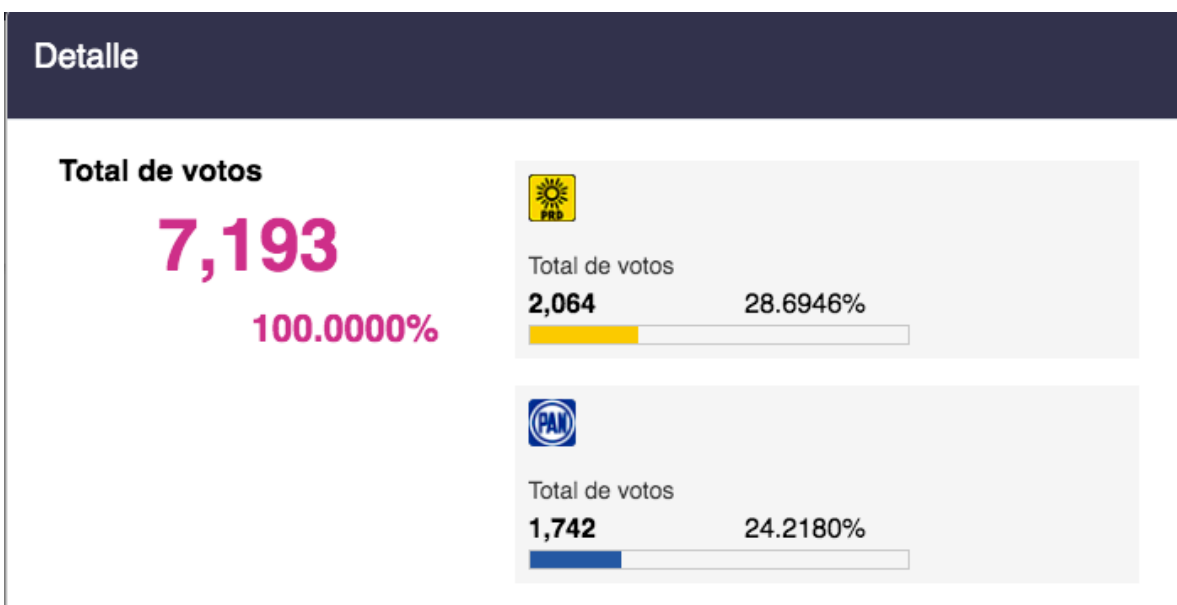 Detalle
Total de votos
7,193
100.0000%
PRD
Total de votos
2,064 28.6946%
PAN
Total de votos
1,742 24.2180%